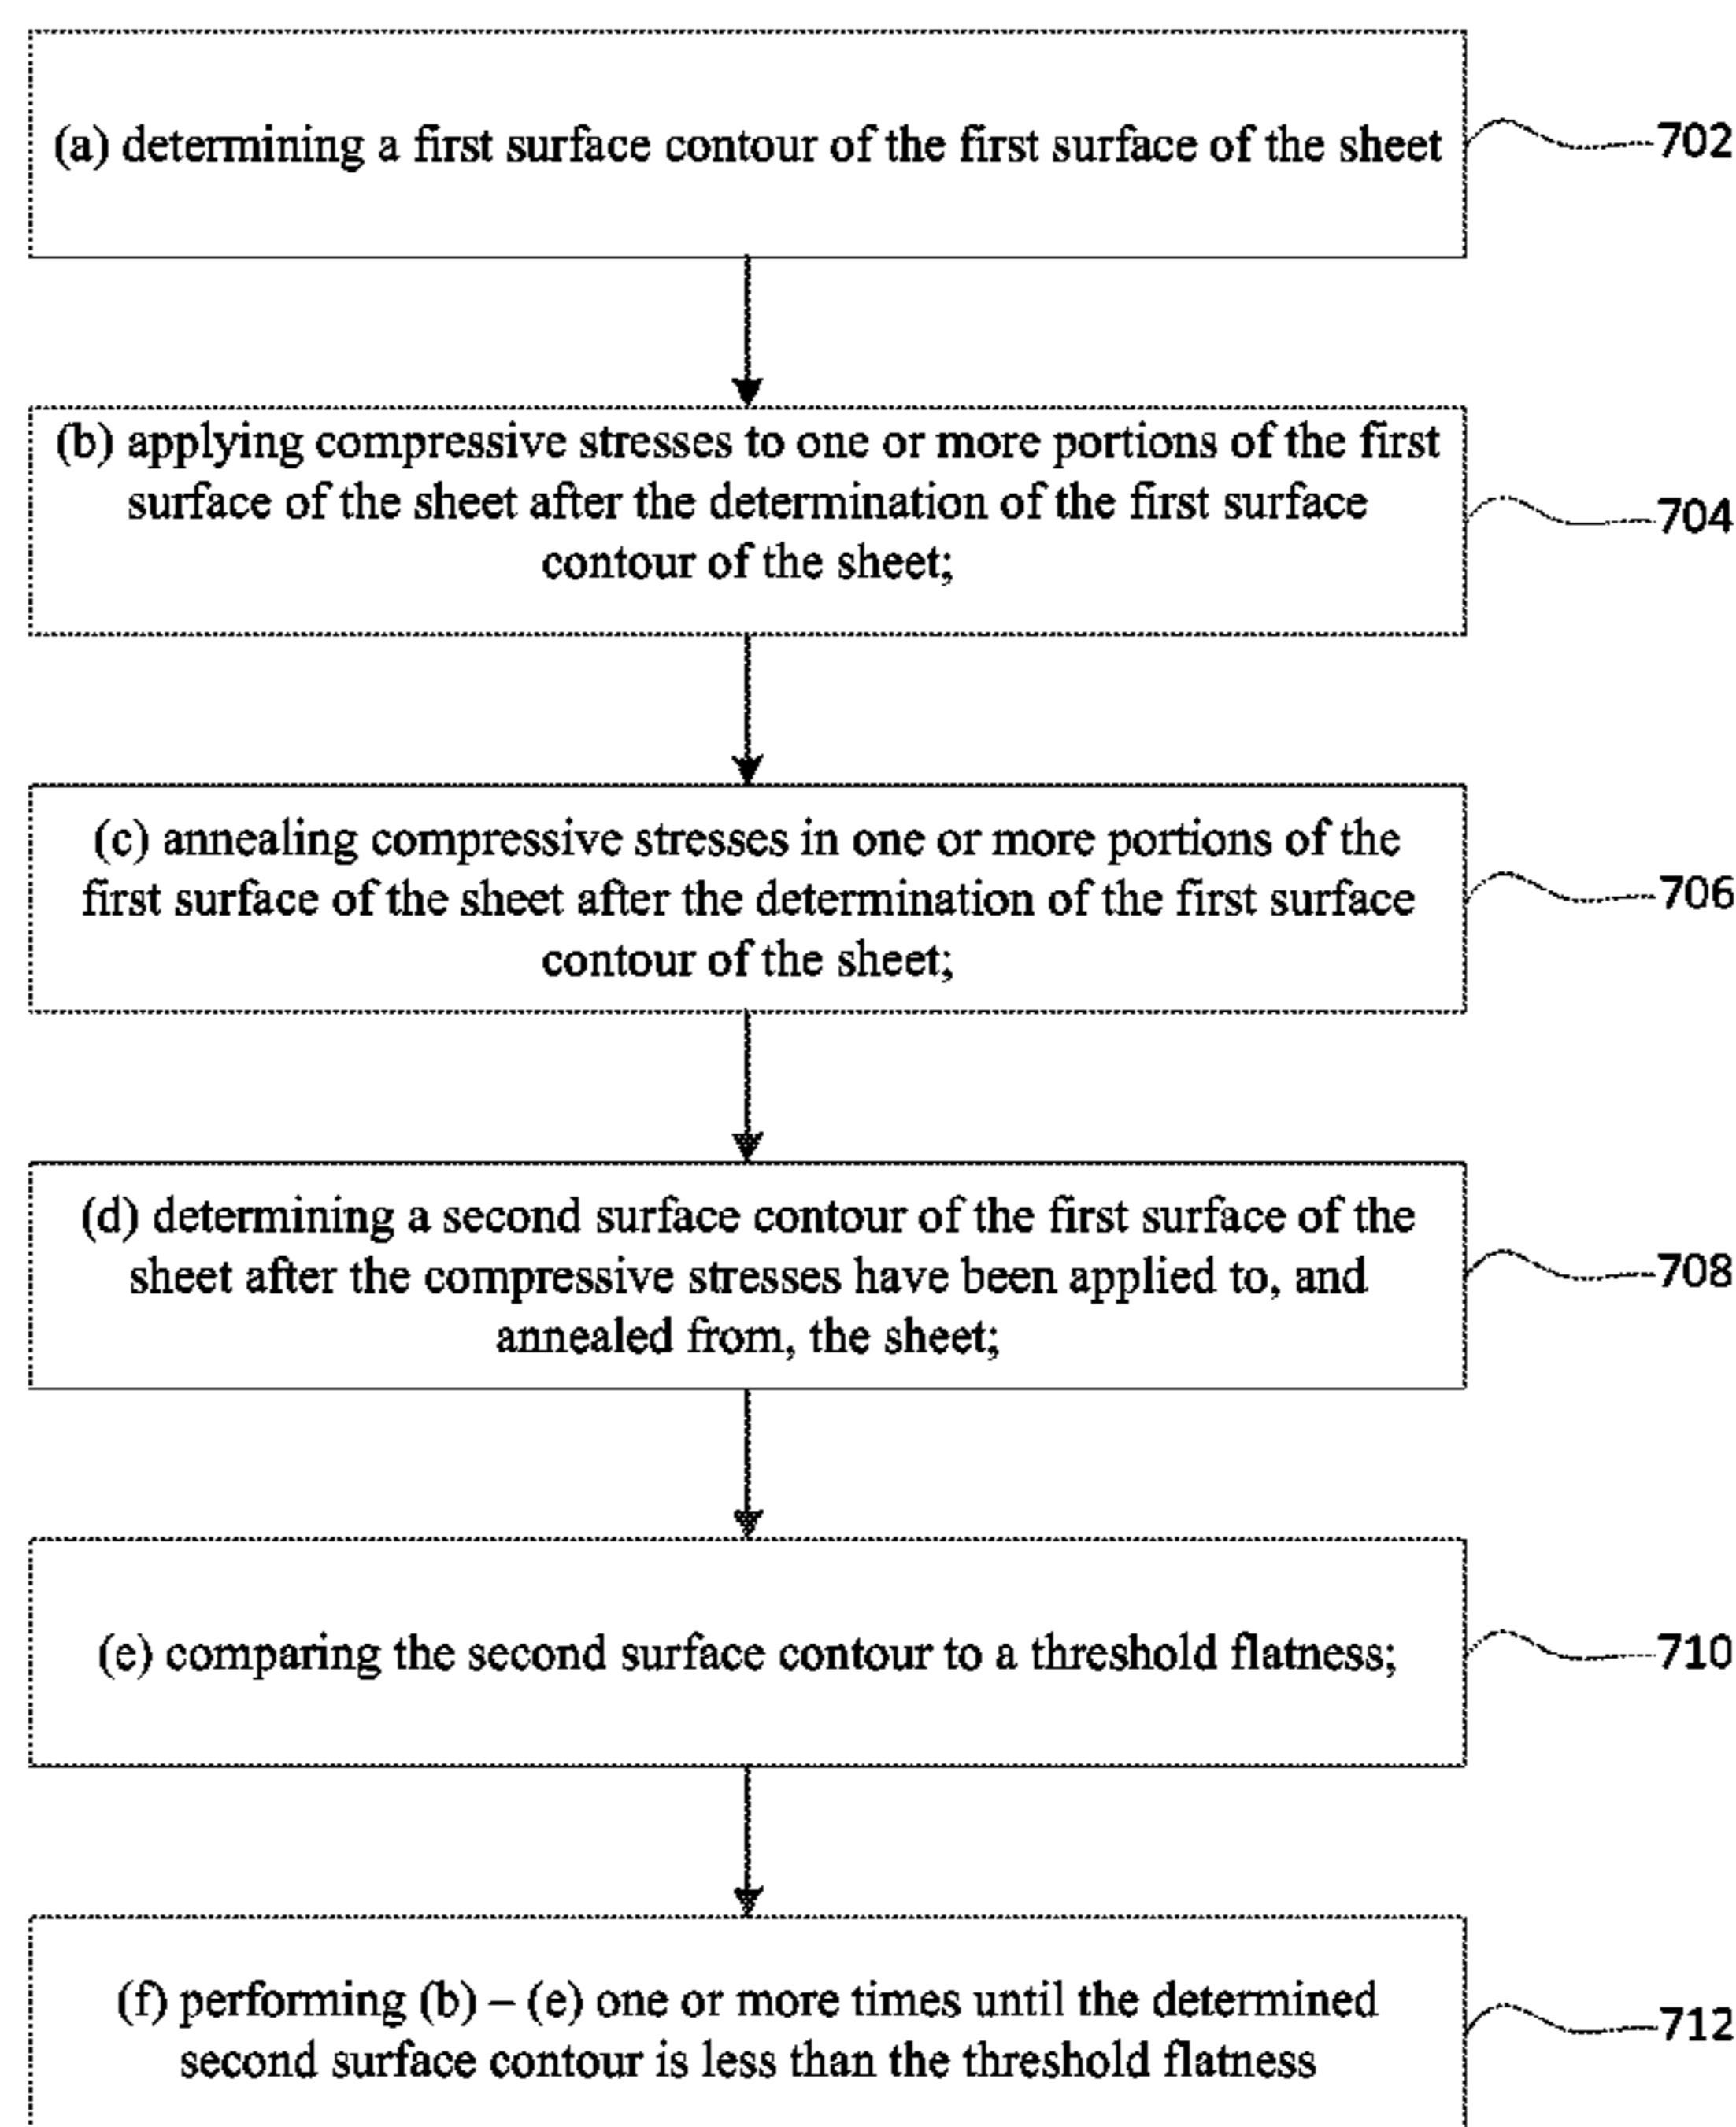 (a) determining a first surface contour of the first surface of the sheet
702
(b) applying compressive stresses to one or more portions of the first
surface of the sheet after the determination of the first surface
contour of the sheet;
704
(c) annealing compressive stresses in one or more portions of the
first surface of the sheet after the determination of the first surface
contour of the sheet;
706
(d) determining a second surface contour of the first surface of the
sheet after the compressive stresses have been applied to, and
annealed from, the sheet;
708
(e) comparing the second surface contour to a threshold flatness;
710
(f) performing (b) – (e) one or more times until the determined
second surface contour is less than the threshold flatness
712